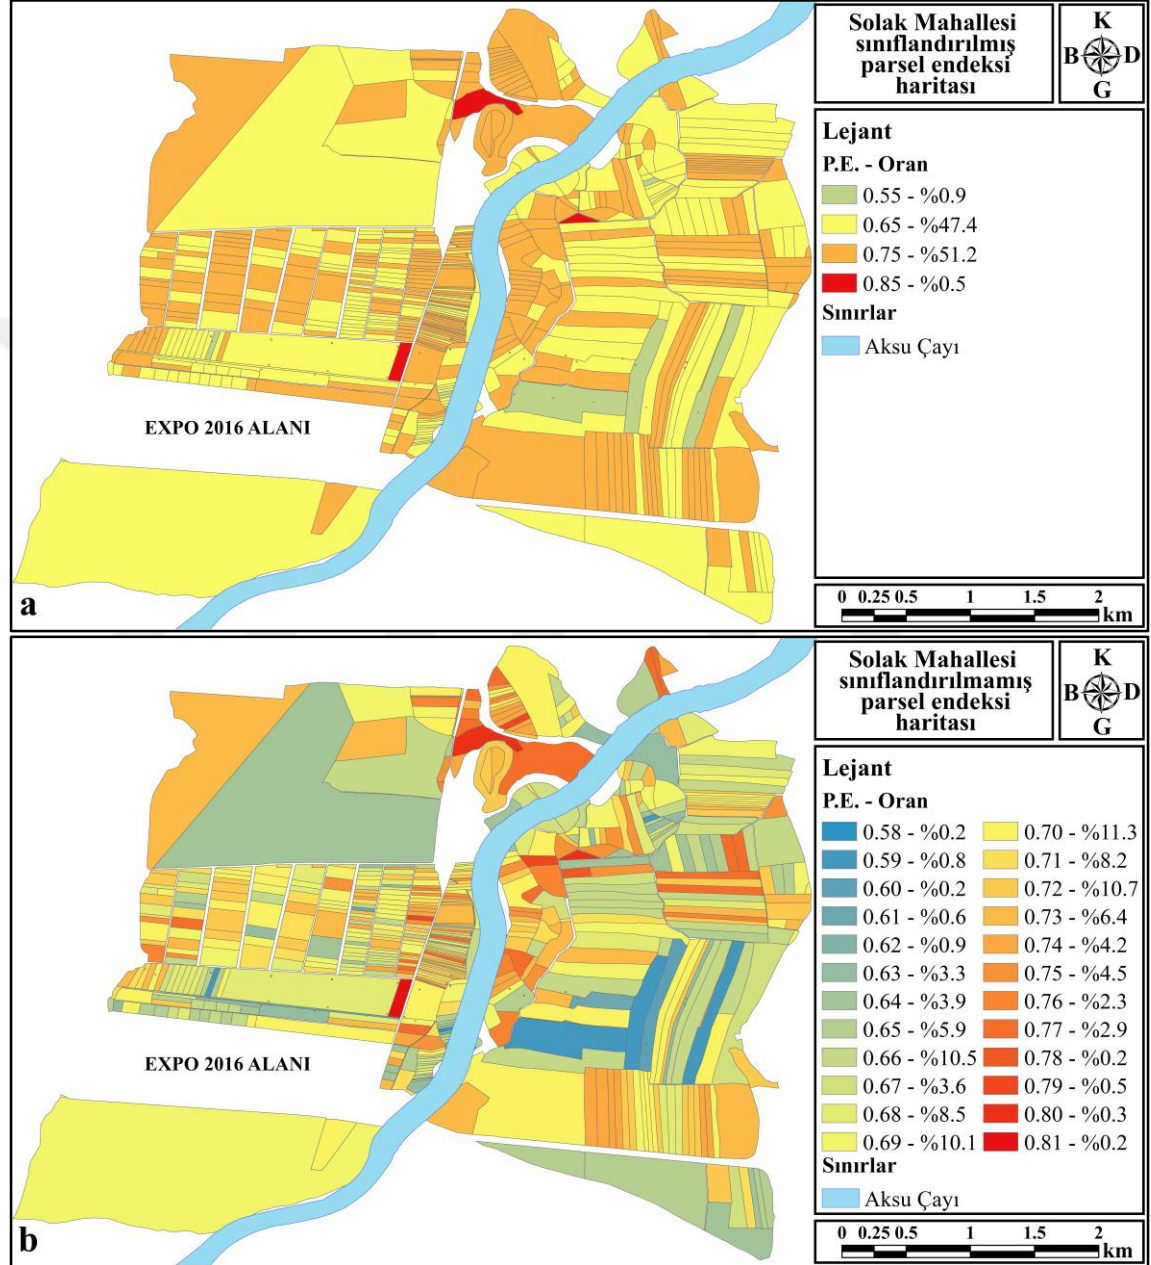 Solak Mahallesi
sınıflandırılmış
parsel endeksi
haritası
K
B D
G
Lejant
P.E. - Oran
0.55 - %0.9
0.65 - %47.4
0.75 - %51.2
0.85 - %0.5
Sınırlar
Aksu Çayı
EXPO 2016 ALANI
a
0 0.25 0.5 1 1.5 2
km
Solak Mahallesi
sınıflandırılmamış
parsel endeksi
haritası
K
B D
G
Lejant
P.E. - Oran
0.58 - %0.2 0.70 - %11.3
0.59 - %0.8 0.71 - %8.2
0.60 - %0.2 0.72 - %10.7
0.61 - %0.6 0.73 - %6.4
0.62 - %0.9 0.74 - %4.2
0.63 - %3.3 0.75 - %4.5
0.64 - %3.9 0.76 - %2.3
0.65 - %5.9 0.77 - %2.9
0.66 - %10.5 0.78 - %0.2
0.67 - %3.6 0.79 - %0.5
0.68 - %8.5 0.80 - %0.3
0.69 - %10.1 0.81 - %0.2
Sınırlar
Aksu Çayı
EXPO 2016 ALANI
b
0 0.25 0.5 1 1.5 2
km